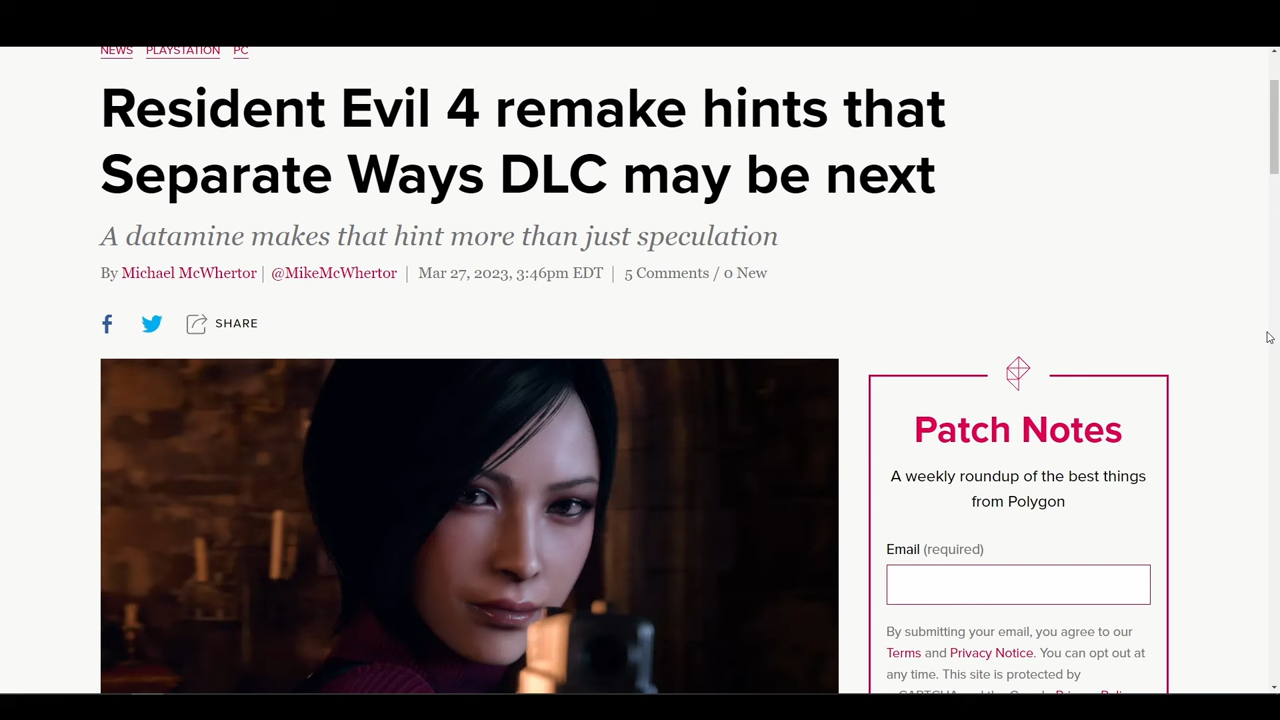 NEWS PLAYSTATION PC
Resident Evil 4 remake hints that
Separate Ways DLC may be next
A datamine makes that hint more than just speculation
By Michael McWhertor | @MikeMcWhertor | Mar 27, 2023, 3:46pm EDT | 5 Comments / 0 New
SHARE
Patch Notes
A weekly roundup of the best things
from Polygon
Email (required)
By submitting your email, you agree to our
Terms and Privacy Notice. You can opt out at
any time. This site is protected by